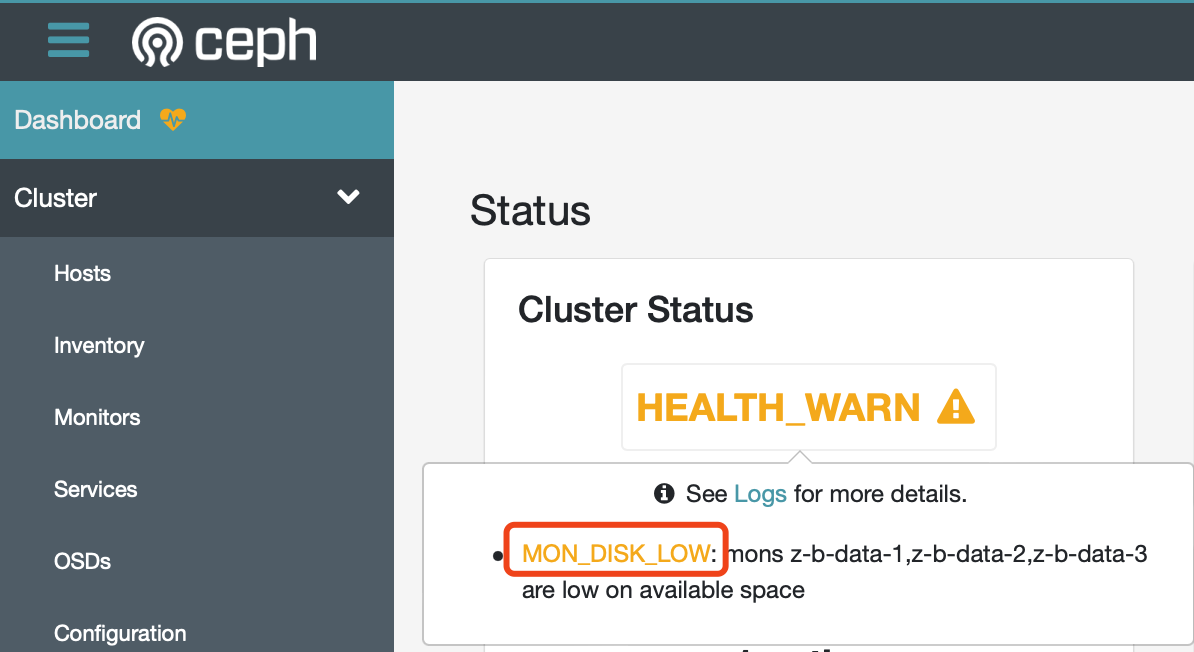 ceph
Dashboard
Cluster
Hosts
Inventory
Monitors
Services
OSDs
Configuration
Status
Cluster Status
HEALTH_WARN
See Logs for more details.
MON_DISK_LOW: mons z-b-data-1,z-b-data-2,z-b-data-3
are low on available space